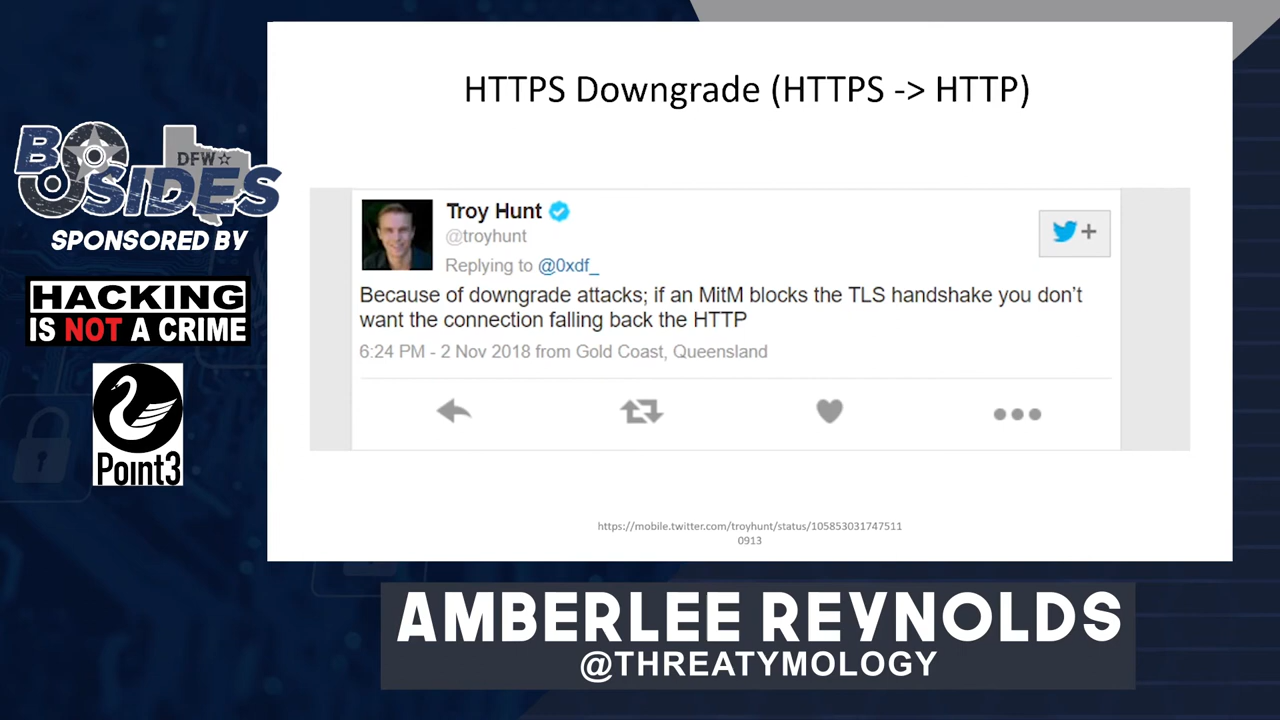 HTTPS Downgrade (HTTPS -> HTTP)
BSIDES
DFW
SPONSORED BY
HACKING
IS NOT A CRIME
Point3
Troy Hunt
@troyhunt
Replying to @0xdf_
Because of downgrade attacks; if an MitM blocks the TLS handshake you don't
want the connection falling back the HTTP
6:24 PM - 2 Nov 2018 from Gold Coast, Queensland
https://mobile.twitter.com/troyhunt/status/105853031747511
0913
AMBERLEE REYNOLDS
@THREATYMOLOGY